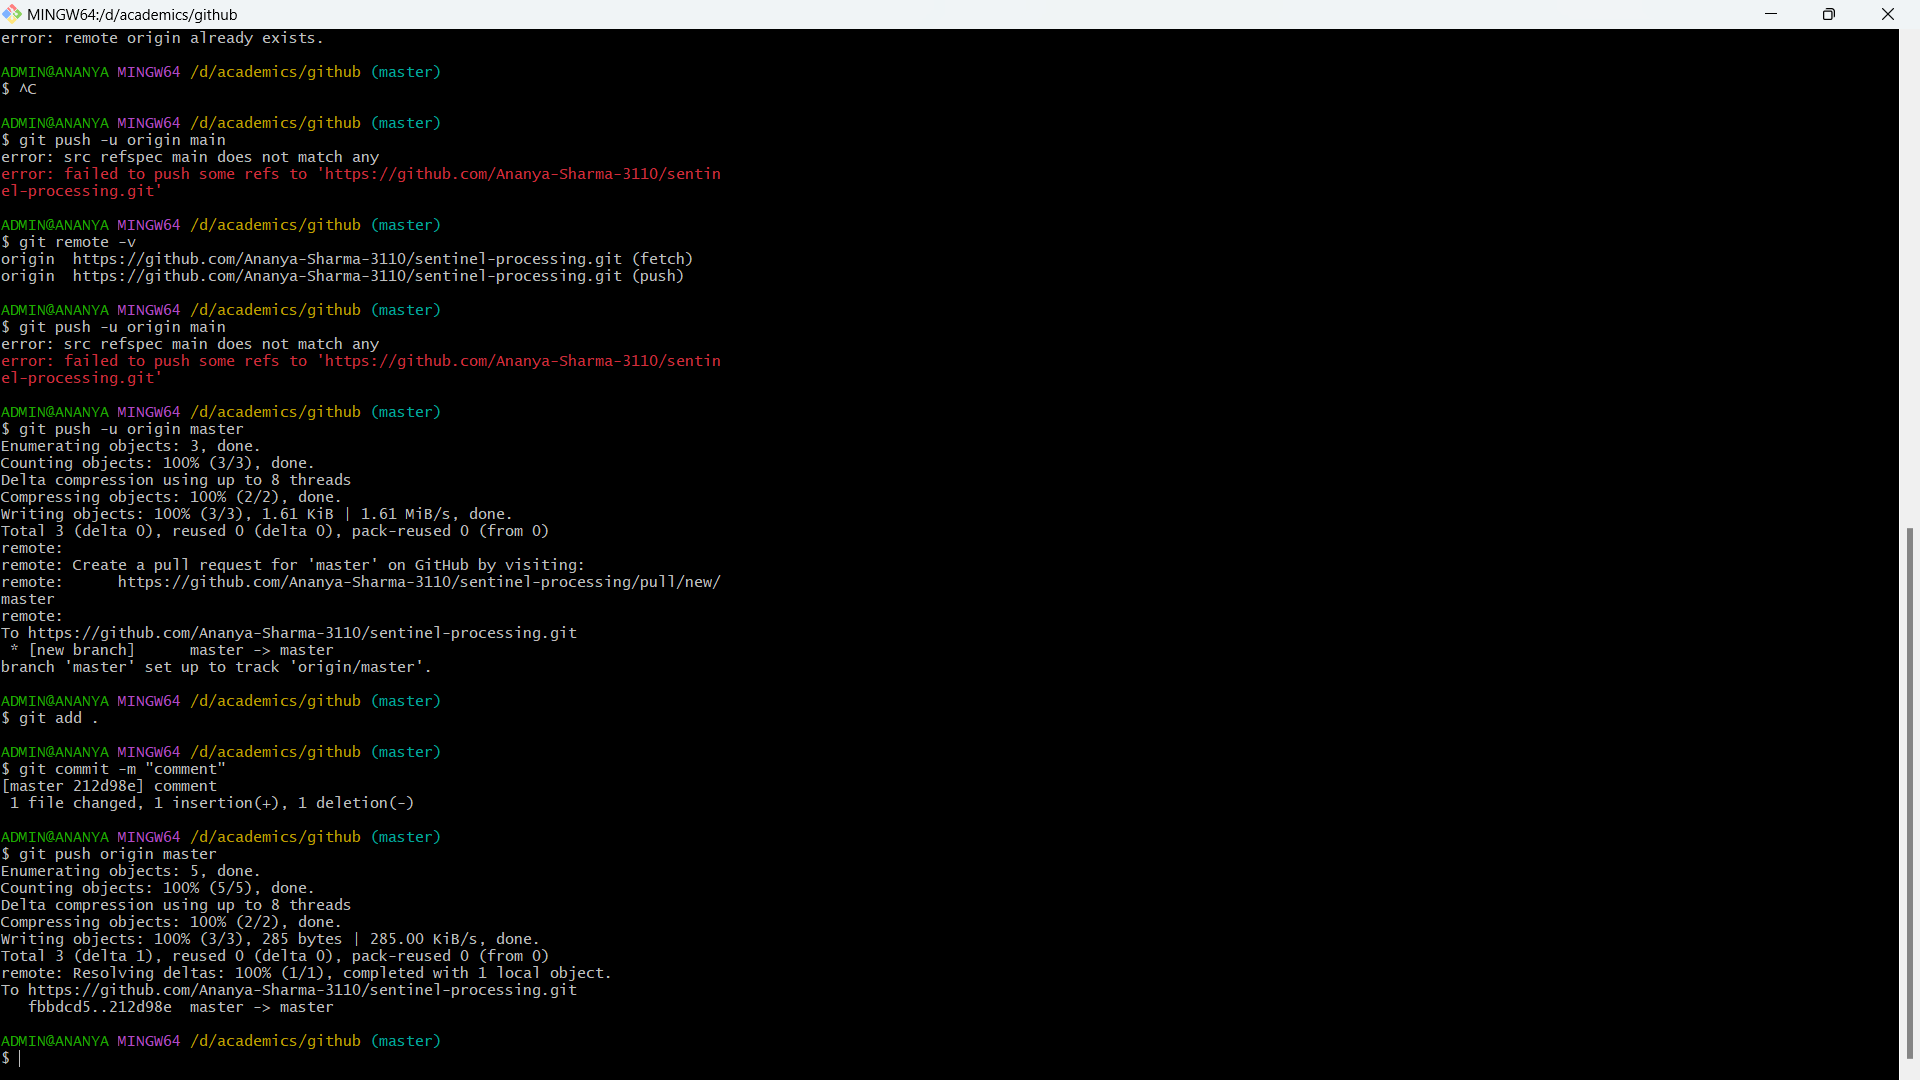 MINGW64:/d/academics/github
error: remote origin already exists.
ADMIN@ANANYA MINGW64 /d/academics/github (master)
$ ^C
ADMIN@ANANYA MINGW64 /d/academics/github (master)
$ git push -u origin main
error: src refspec main does not match any
error: failed to push some refs to 'https://github.com/Ananya-Sharma-3110/sentin
el-processing.git'
ADMIN@ANANYA MINGW64 /d/academics/github (master)
$ git remote -v
origin  https://github.com/Ananya-Sharma-3110/sentinel-processing.git (fetch)
origin  https://github.com/Ananya-Sharma-3110/sentinel-processing.git (push)
ADMIN@ANANYA MINGW64 /d/academics/github (master)
$ git push -u origin main
error: src refspec main does not match any
error: failed to push some refs to 'https://github.com/Ananya-Sharma-3110/sentin
el-processing.git'
ADMIN@ANANYA MINGW64 /d/academics/github (master)
$ git push -u origin master
Enumerating objects: 3, done.
Counting objects: 100% (3/3), done.
Delta compression using up to 8 threads
Compressing objects: 100% (2/2), done.
Writing objects: 100% (3/3), 1.61 KiB | 1.61 MiB/s, done.
Total 3 (delta 0), reused 0 (delta 0), pack-reused 0 (from 0)
remote:
remote: Create a pull request for 'master' on GitHub by visiting:
remote:      https://github.com/Ananya-Sharma-3110/sentinel-processing/pull/new/
master
remote:
To https://github.com/Ananya-Sharma-3110/sentinel-processing.git
 * [new branch]      master -> master
branch 'master' set up to track 'origin/master'.
ADMIN@ANANYA MINGW64 /d/academics/github (master)
$ git add .
ADMIN@ANANYA MINGW64 /d/academics/github (master)
$ git commit -m "comment"
[master 212d98e] comment
 1 file changed, 1 insertion(+), 1 deletion(-)
ADMIN@ANANYA MINGW64 /d/academics/github (master)
$ git push origin master
Enumerating objects: 5, done.
Counting objects: 100% (5/5), done.
Delta compression using up to 8 threads
Compressing objects: 100% (2/2), done.
Writing objects: 100% (3/3), 285 bytes | 285.00 KiB/s, done.
Total 3 (delta 1), reused 0 (delta 0), pack-reused 0 (from 0)
remote: Resolving deltas: 100% (1/1), completed with 1 local object.
To https://github.com/Ananya-Sharma-3110/sentinel-processing.git
   fbbdcd5..212d98e  master -> master
ADMIN@ANANYA MINGW64 /d/academics/github (master)
$